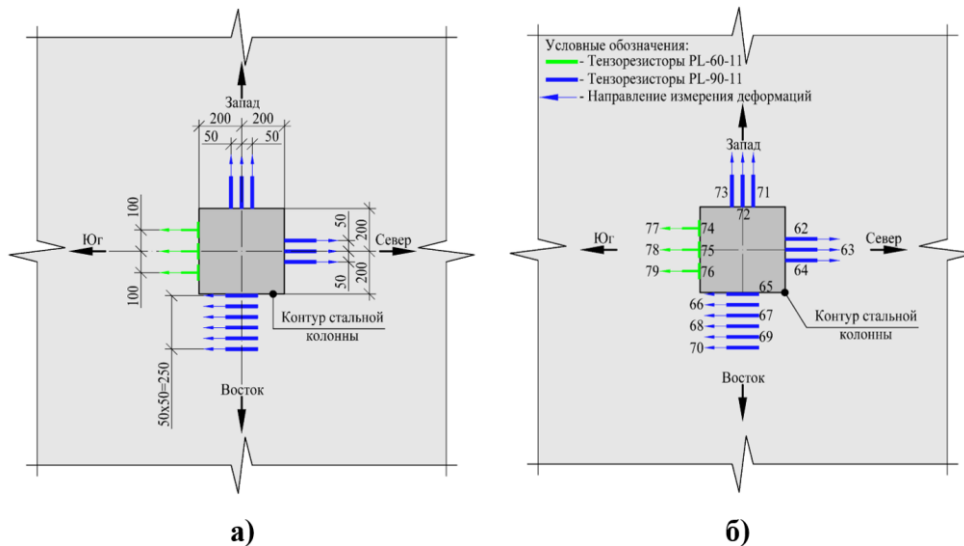 Запад
200 200
50 50
100
Юг
Север
50
200
50
200
100
Контур стальной
колонны
50х50=250
Восток
а)
Условные обозначения:
- Тензорезисторы PL-60-11
- Тензорезисторы PL-90-11
- Направление измерения деформаций
Запад
73 71
72
77 74
62
Юг
Север
78 75
63
79 76
64
65
66
67
68
69
70
Контур стальной
колонны
Восток
б)